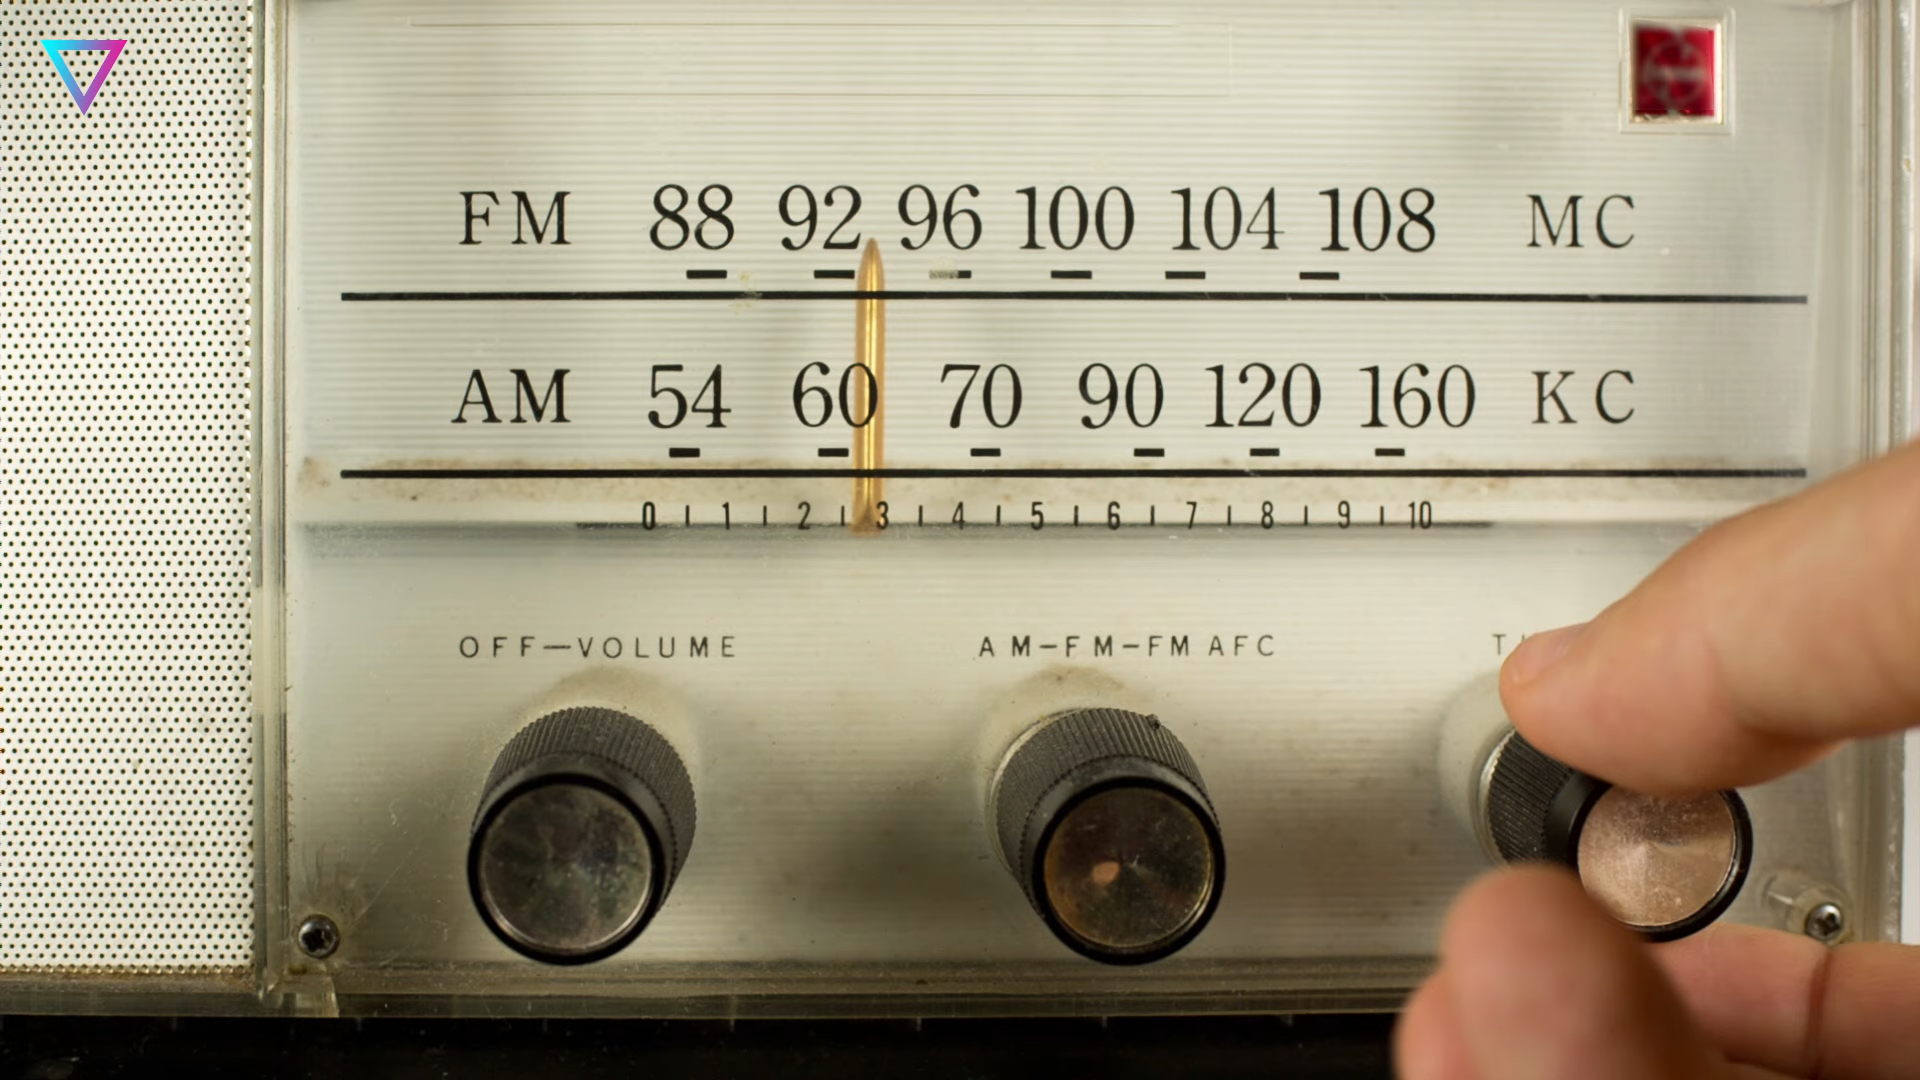 FM 88 92 96 100 104 108 MC
AM 54 60 70 90 120 160 KC
0 1 2 3 4 5 6 7 8 9 10
OFF—VOLUME AM—FM—FM AFC